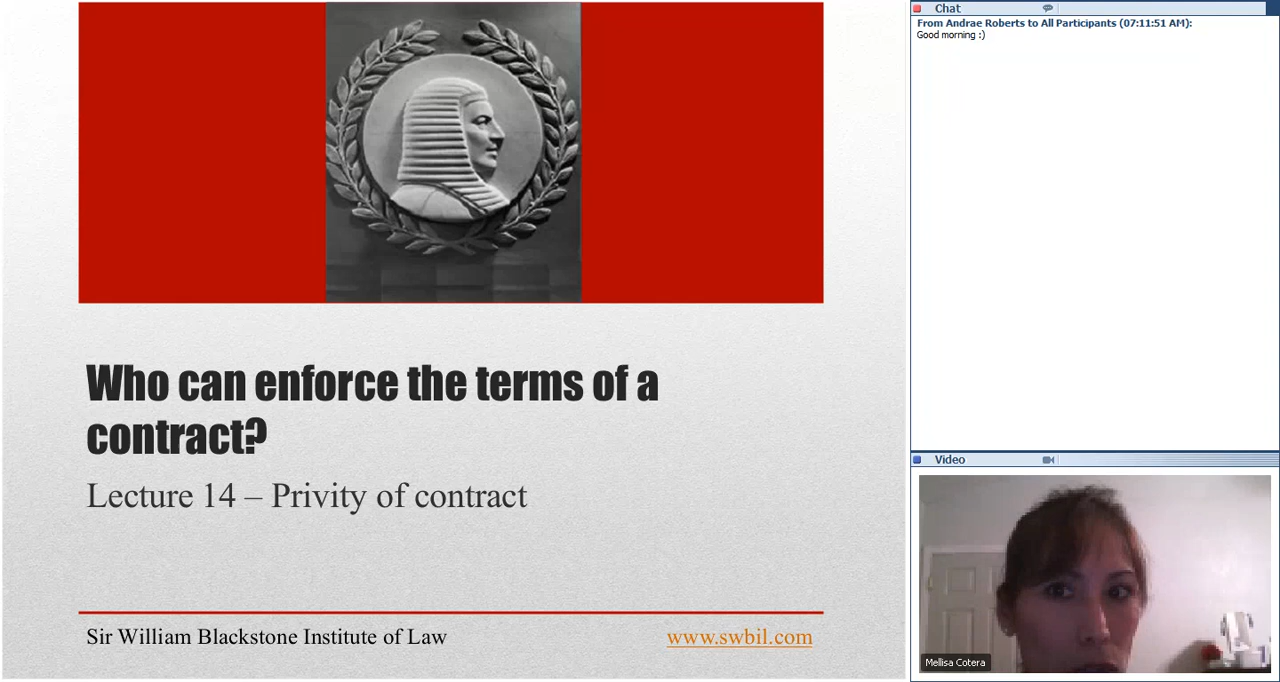 Who can enforce the terms of a
contract?
Lecture 14 – Privity of contract
Sir William Blackstone Institute of Law
www.swbil.com
Chat
From Andrae Roberts to All Participants (07:11:51 AM):
Good morning :)
Video
Mellisa Cotera